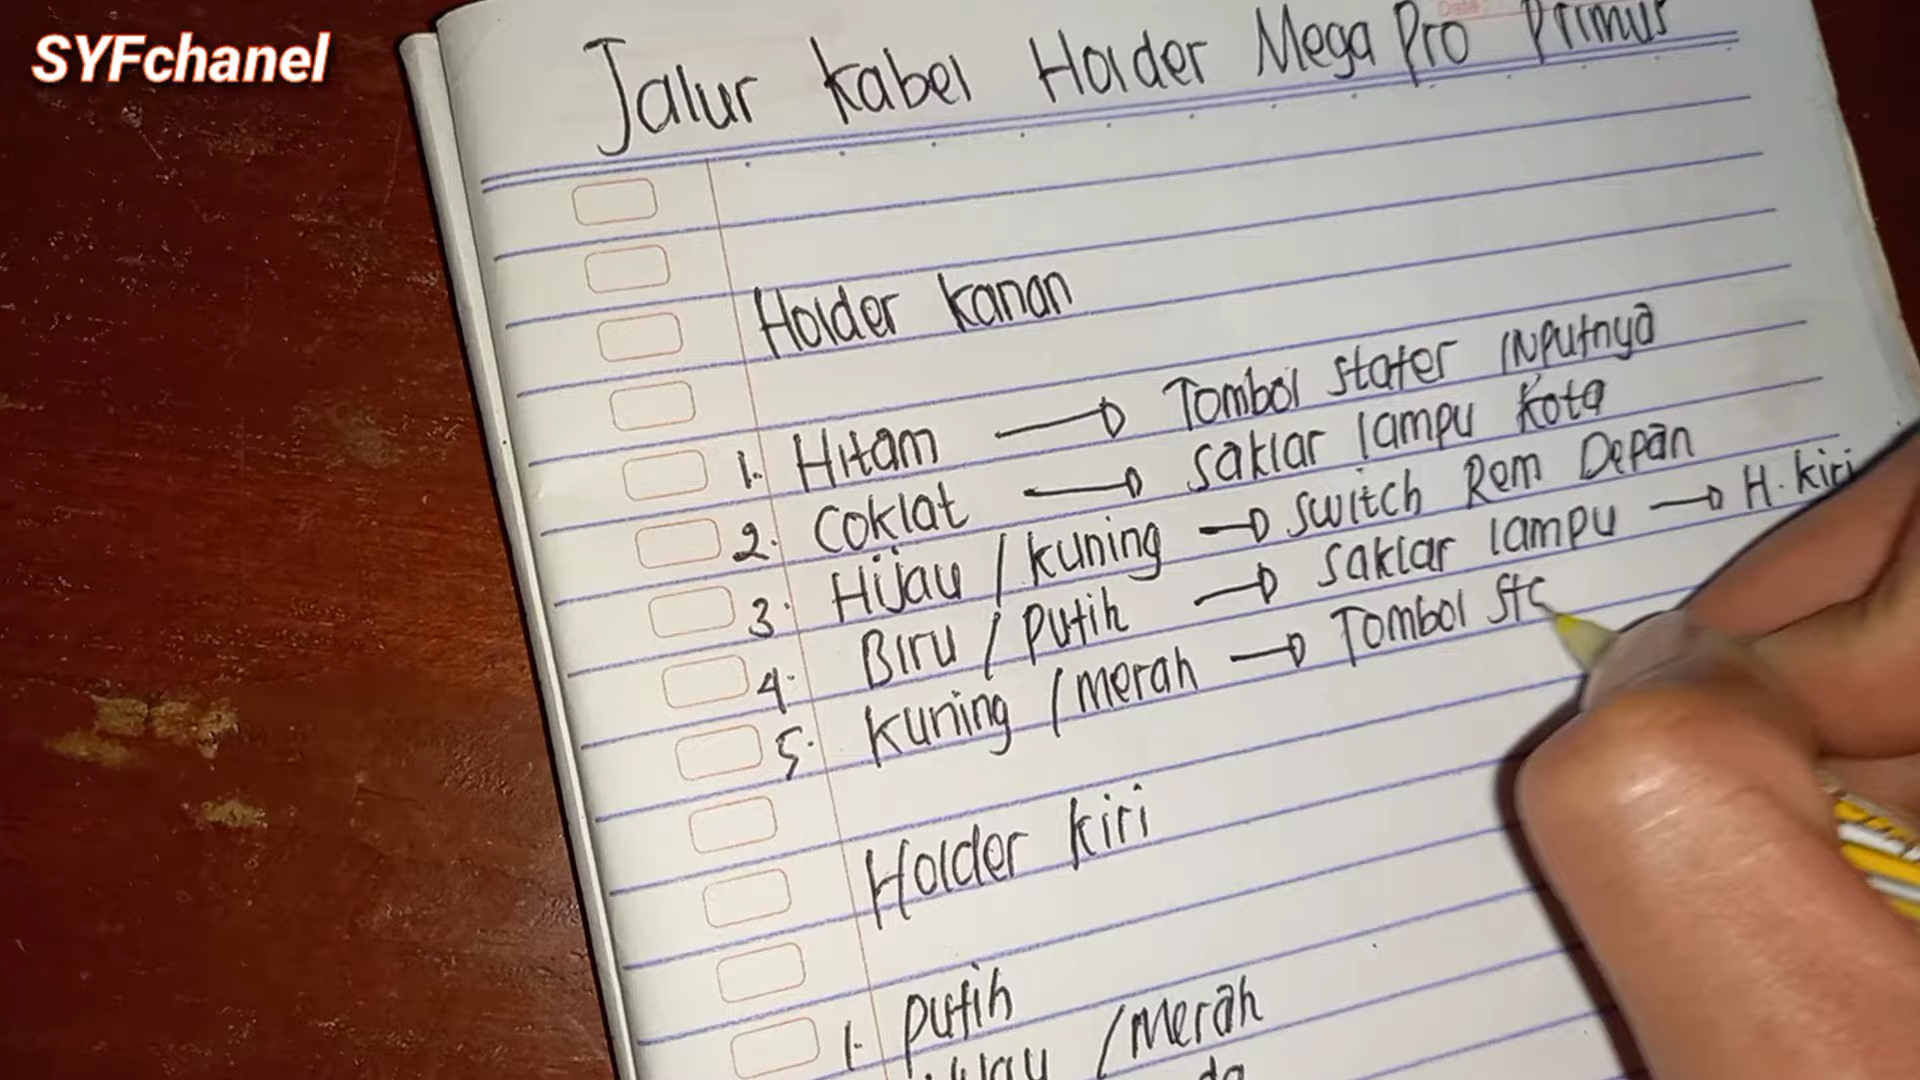 SYFchanel
Date:
Jalur Kabel Holder Mega Pro Primus
Holder Kanan
1. Hitam → Tombol stater INPutnya
2. Coklat → Saklar lampu Kota
3. Hijau / Kuning → Switch Rem Depan
4. Biru / Putih → Saklar lampu → H. Kiri
5. Kuning / merah → Tombol Sta
Holder Kiri
1. Putih
/ Merah